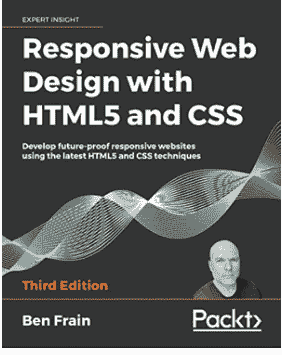 EXPERT INSIGHT
Responsive Web
Design with
HTML5 and CSS
Develop future-proof responsive websites
using the latest HTML5 and CSS techniques
Third Edition
Ben Frain
Packt>